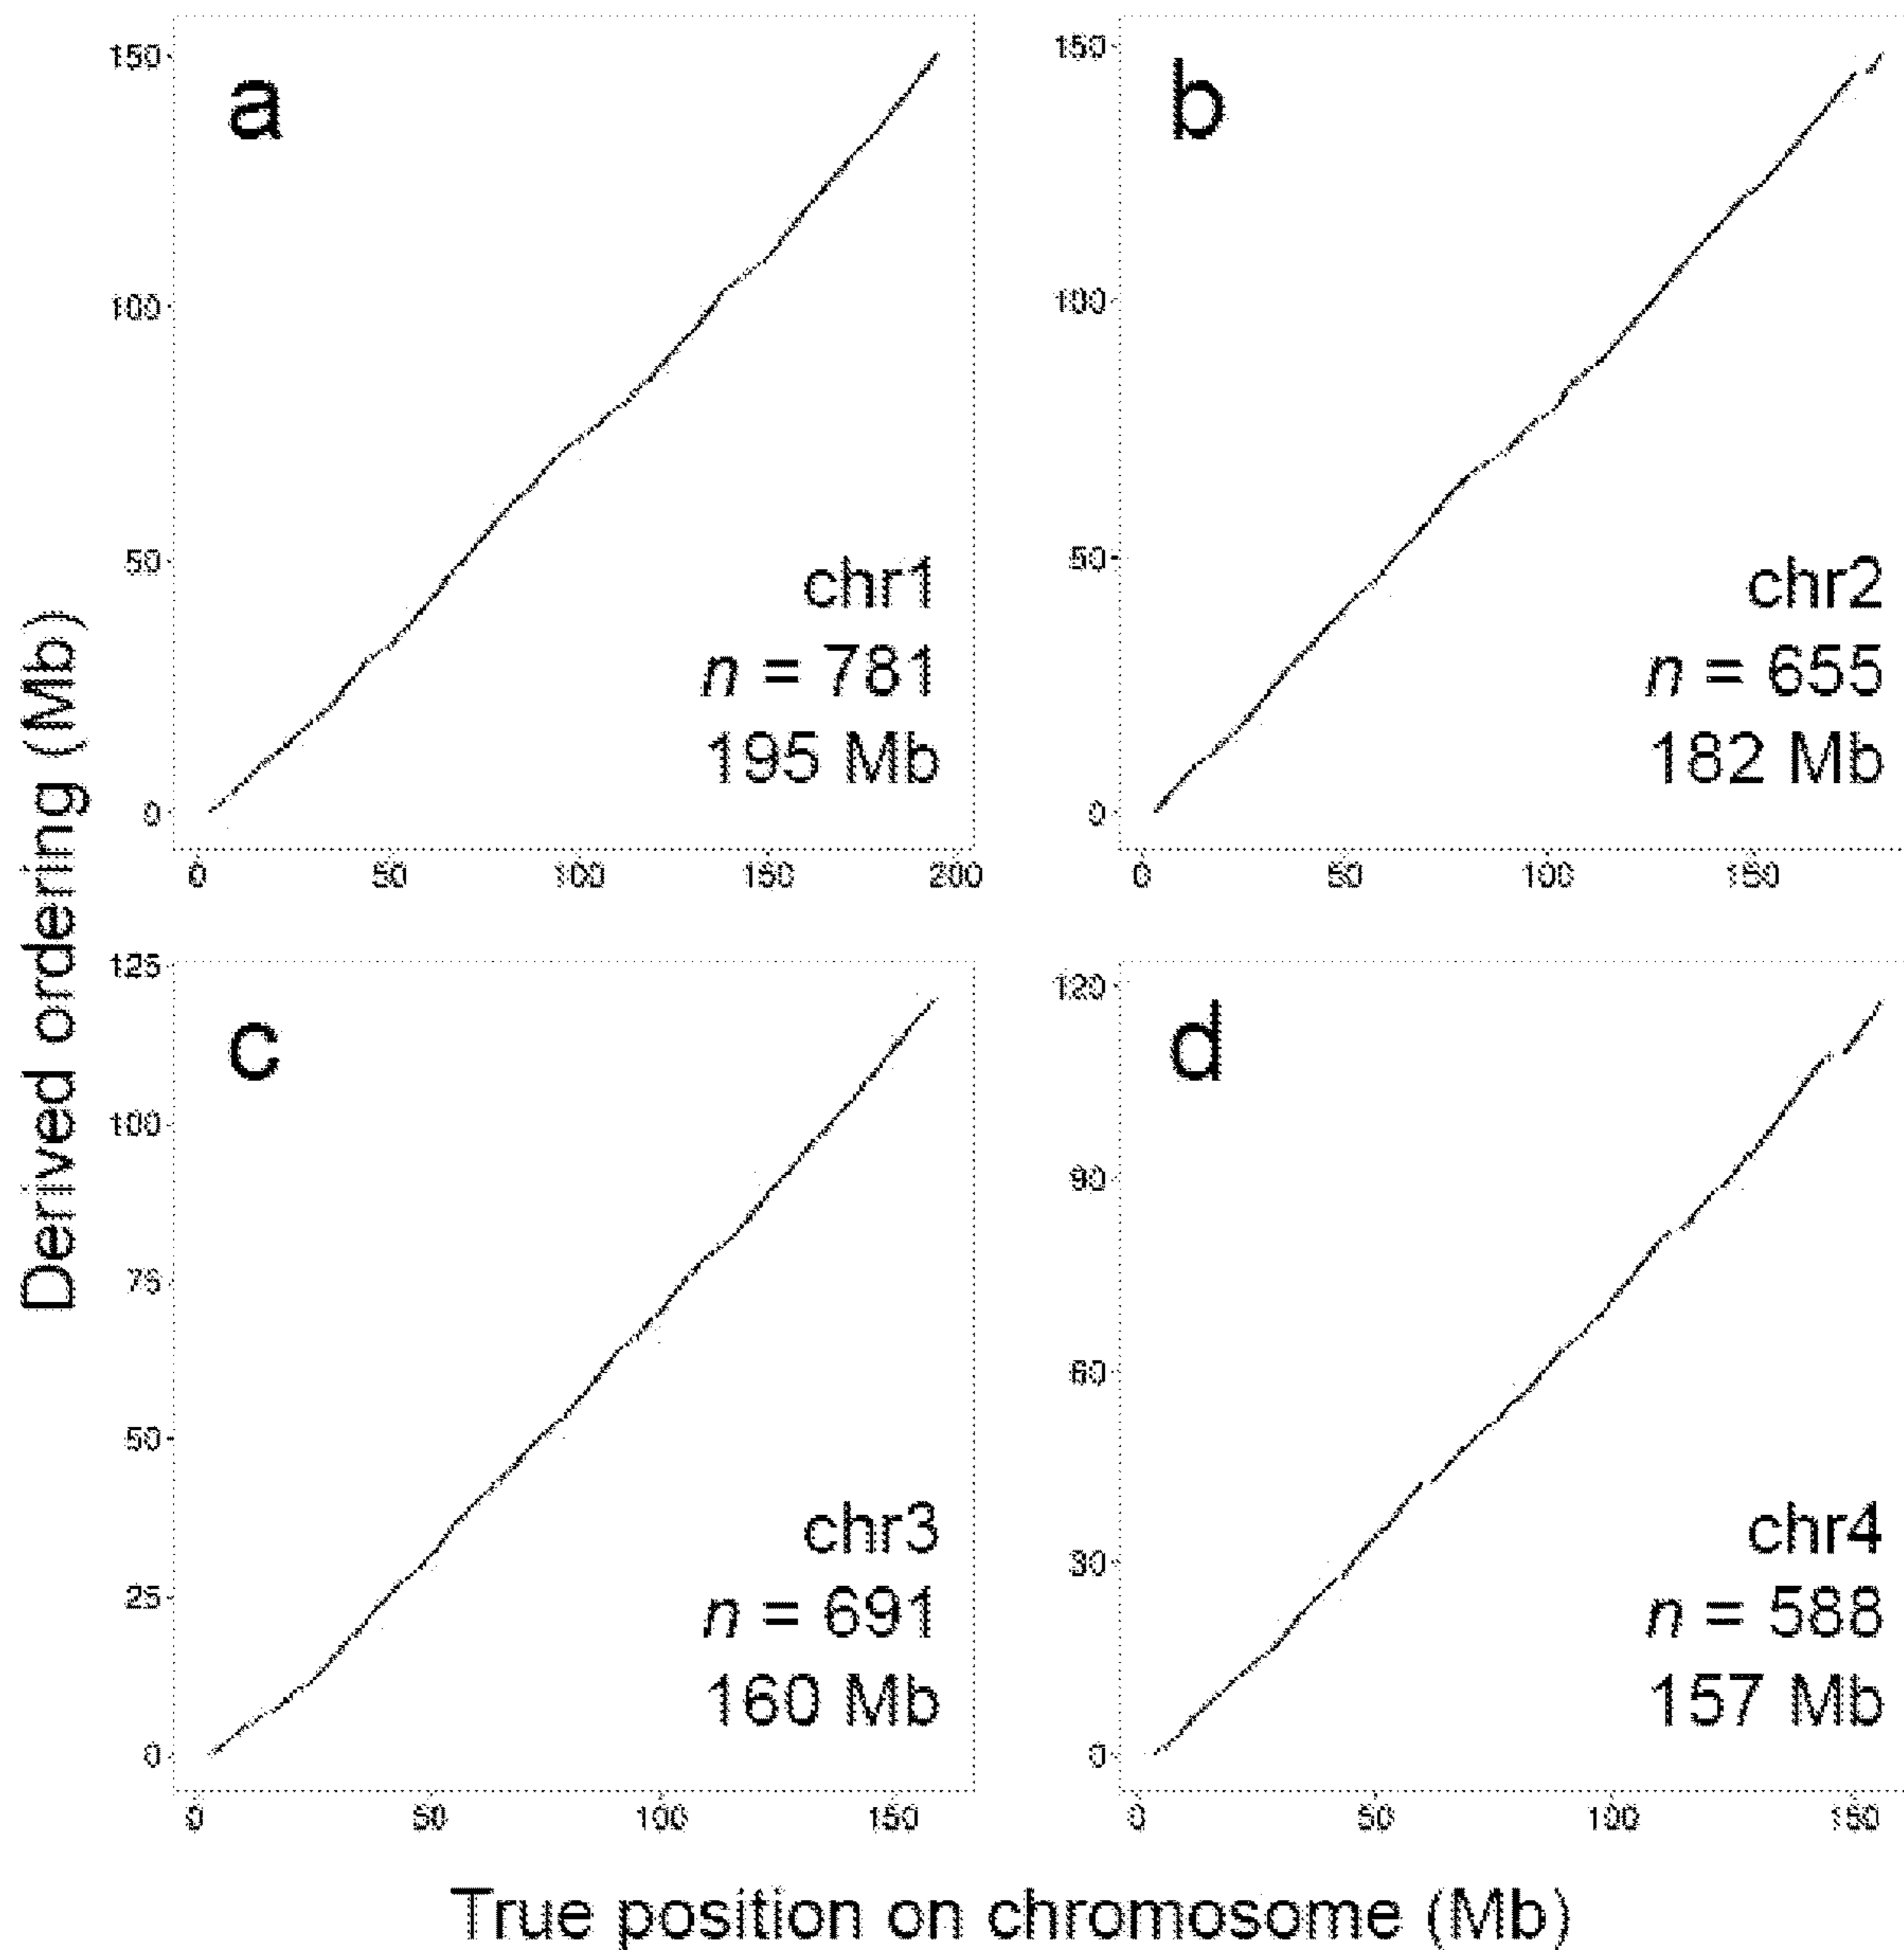 Derived ordering (Mb)
a
150
100
50
0
chr1
n = 781
195 Mb
0 50 100 150 200
b
150
100
50
0
chr2
n = 655
182 Mb
0 50 100 150
c
125
100
75
50
25
0
chr3
n = 691
160 Mb
0 50 100 150
d
120
90
60
30
0
chr4
n = 588
157 Mb
0 50 100 150
True position on chromosome (Mb)